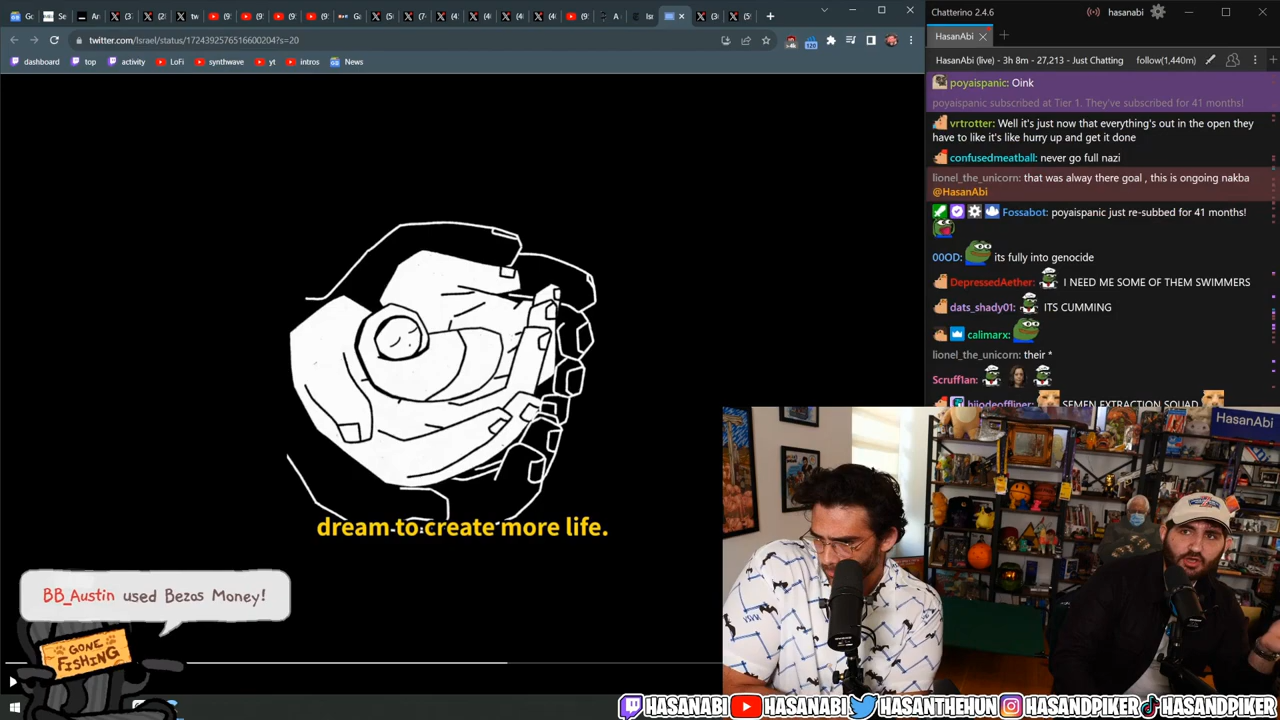 Chatterino 2.4.6
hasanabi
twitter.com/Israel/status/1724392576516600204?s=20
120
HasanAbi
dashboard
top
activity
LoFi
synthwave
yt
intros
News
HasanAbi (live) - 3h 8m - 27,213 - Just Chatting
follow(1,440m)
poyaispanic: Oink
poyaispanic subscribed at Tier 1. They've subscribed for 41 months!
vrtrotter: Well it's just now that everything's out in the open they
have to like it's like hurry up and get it done
confusedmeatball: never go full nazi
lionel_the_unicorn: that was alway there goal , this is ongoing nakba
@HasanAbi
Fossabot: poyaispanic just re-subbed for 41 months!
00OD: its fully into genocide
DepressedAether: I NEED ME SOME OF THEM SWIMMERS
dats_shady01: ITS CUMMING
calimarx:
lionel_the_unicorn: their *
Scruff1an:
hijodeoffliner: SEMEN EXTRACTION SQUAD
HasanAbi
dream to create more life.
BB_Austin used Bezos Money!
GONE
FISHING
HASANABI
HASANABI
HASANTHEHUN
HASANDPIKER
HASANDPIKER